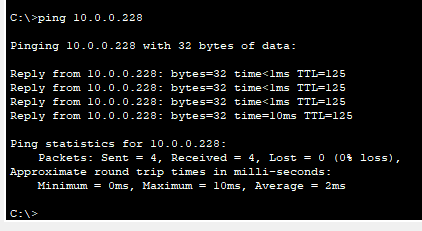 C:\>ping 10.0.0.228
Pinging 10.0.0.228 with 32 bytes of data:
Reply from 10.0.0.228: bytes=32 time<1ms TTL=125
Reply from 10.0.0.228: bytes=32 time<1ms TTL=125
Reply from 10.0.0.228: bytes=32 time<1ms TTL=125
Reply from 10.0.0.228: bytes=32 time=10ms TTL=125
Ping statistics for 10.0.0.228:
    Packets: Sent = 4, Received = 4, Lost = 0 (0% loss),
Approximate round trip times in milli-seconds:
    Minimum = 0ms, Maximum = 10ms, Average = 2ms
C:\>